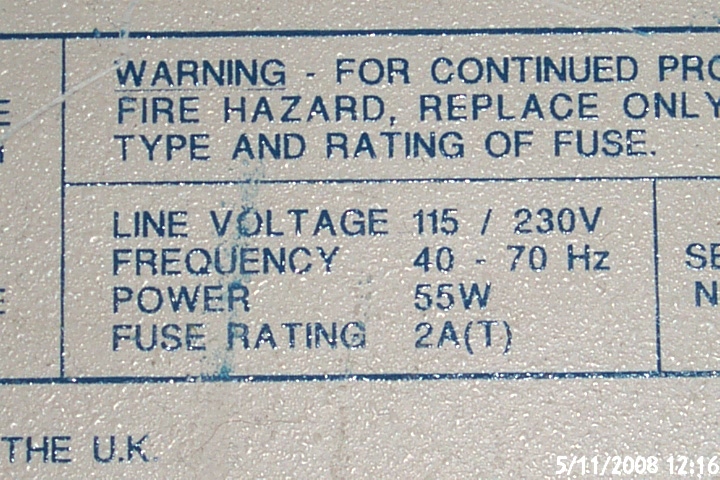 WARNING - FOR CONTINUED
FIRE HAZARD, REPLACE ONLY
TYPE AND RATING OF FUSE.
LINE VOLTAGE 115 / 230V
FREQUENCY 40 - 70 Hz
POWER 55W
FUSE RATING 2A(T)
THE U.K.
5/11/2008 12:16